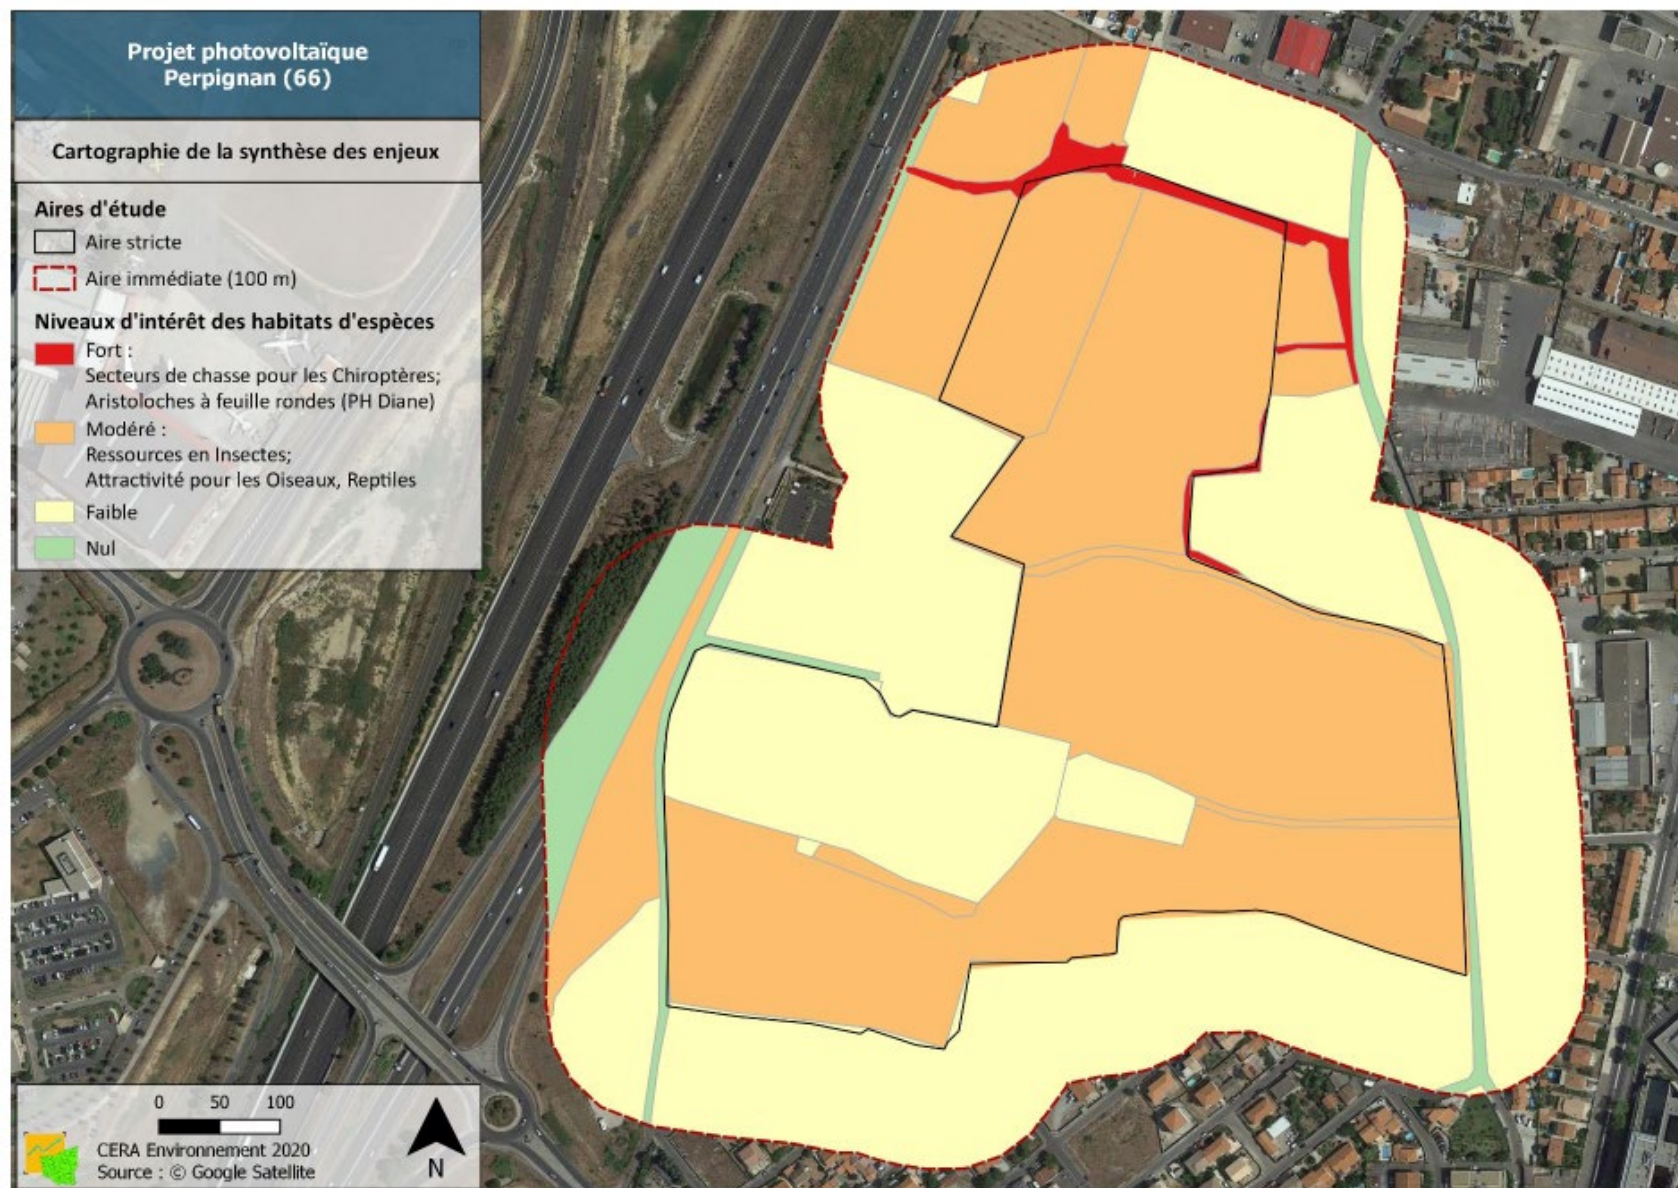 Projet photovoltaïque
Perpignan (66)
Cartographie de la synthèse des enjeux
Aires d'étude
Aire stricte
Aire immédiate (100 m)
Niveaux d'intérêt des habitats d'espèces
Fort :
Secteurs de chasse pour les Chiroptères;
Aristoloches à feuille rondes (PH Diane)
Modéré :
Ressources en Insectes;
Attractivité pour les Oiseaux, Reptiles
Faible
Nul
0 50 100
CERA Environnement 2020
Source : © Google Satellite
N